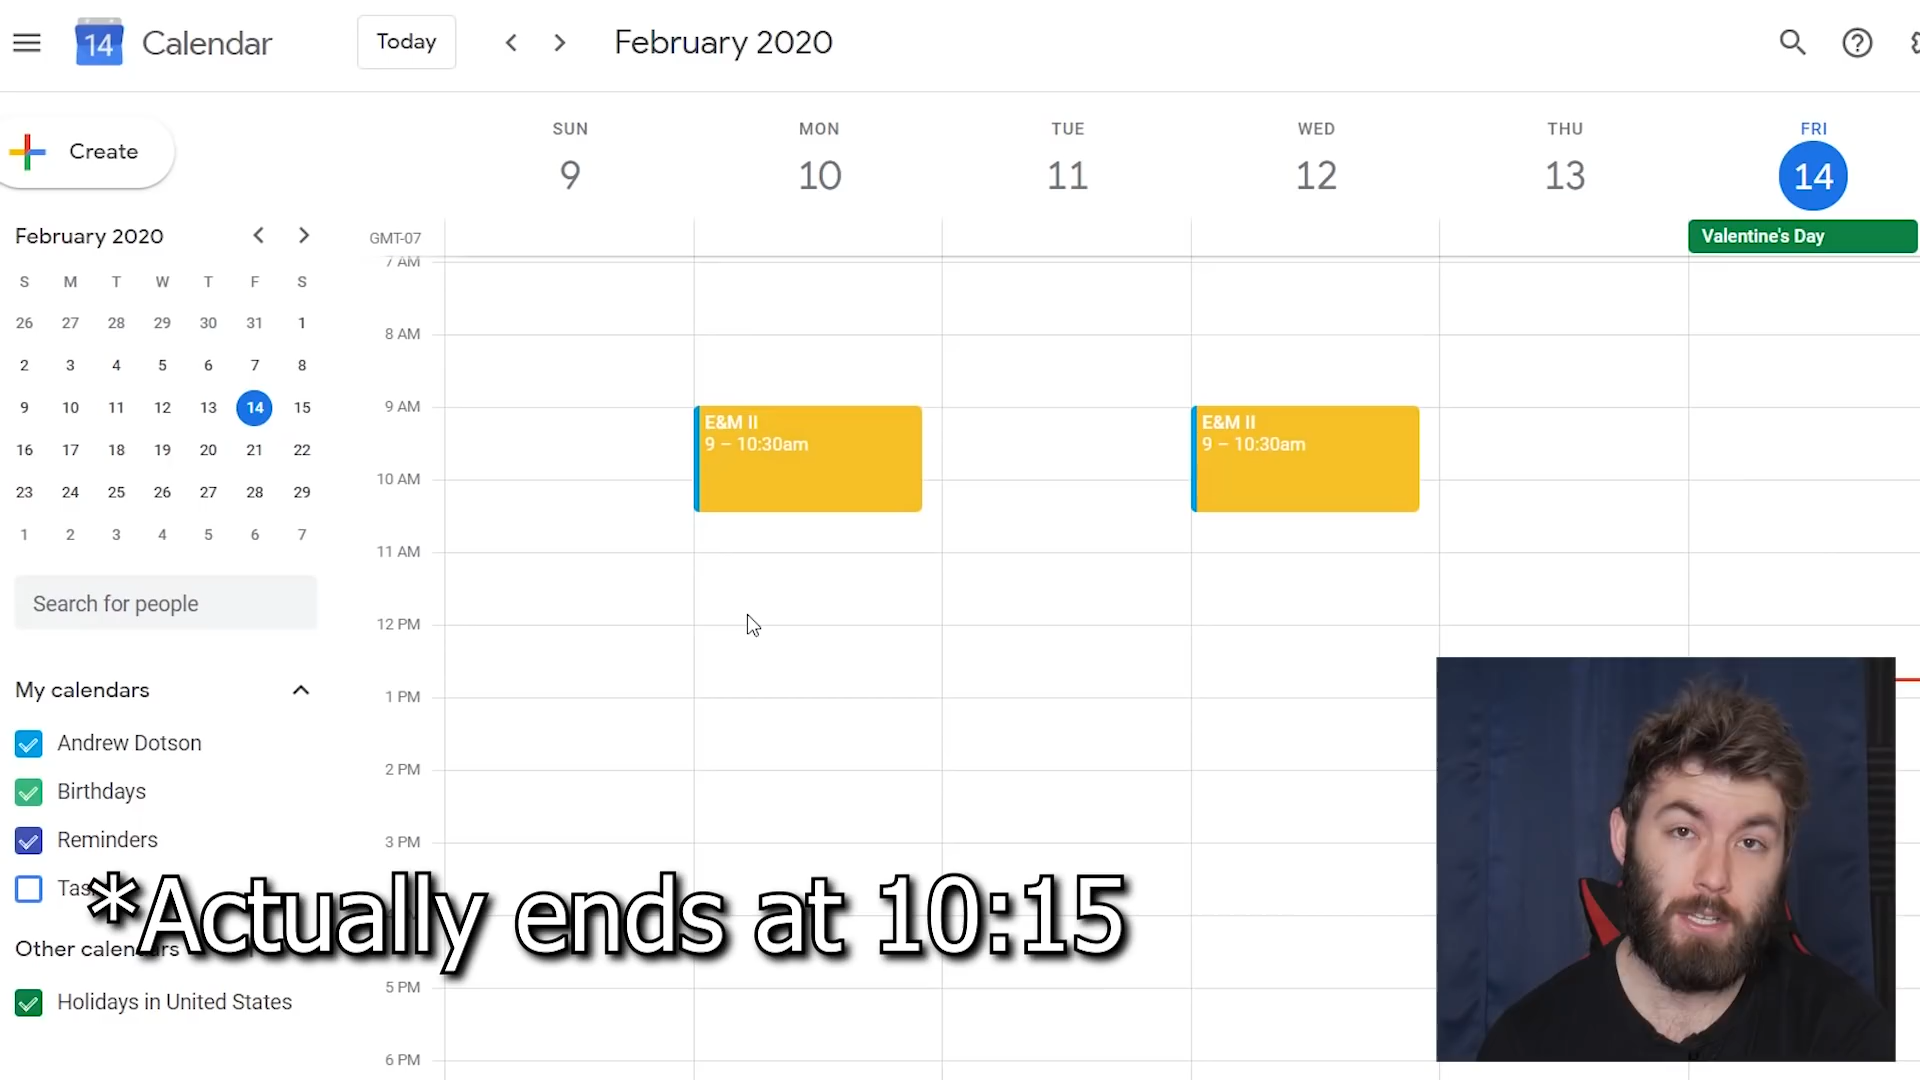 14 Calendar Today February 2020
Create
SUN MON TUE WED THU FRI
9 10 11 12 13 14
GMT-07
Valentine's Day
February 2020
S M T W T F S
26 27 28 29 30 31 1
2 3 4 5 6 7 8
9 10 11 12 13 14 15
16 17 18 19 20 21 22
23 24 25 26 27 28 29
1 2 3 4 5 6 7
Search for people
My calendars
Andrew Dotson
Birthdays
Reminders
Other calendars
Holidays in United States
7 AM
8 AM
9 AM
10 AM
11 AM
12 PM
1 PM
2 PM
3 PM
5 PM
6 PM
E&M II
9 – 10:30am
E&M II
9 – 10:30am
*Actually ends at 10:15